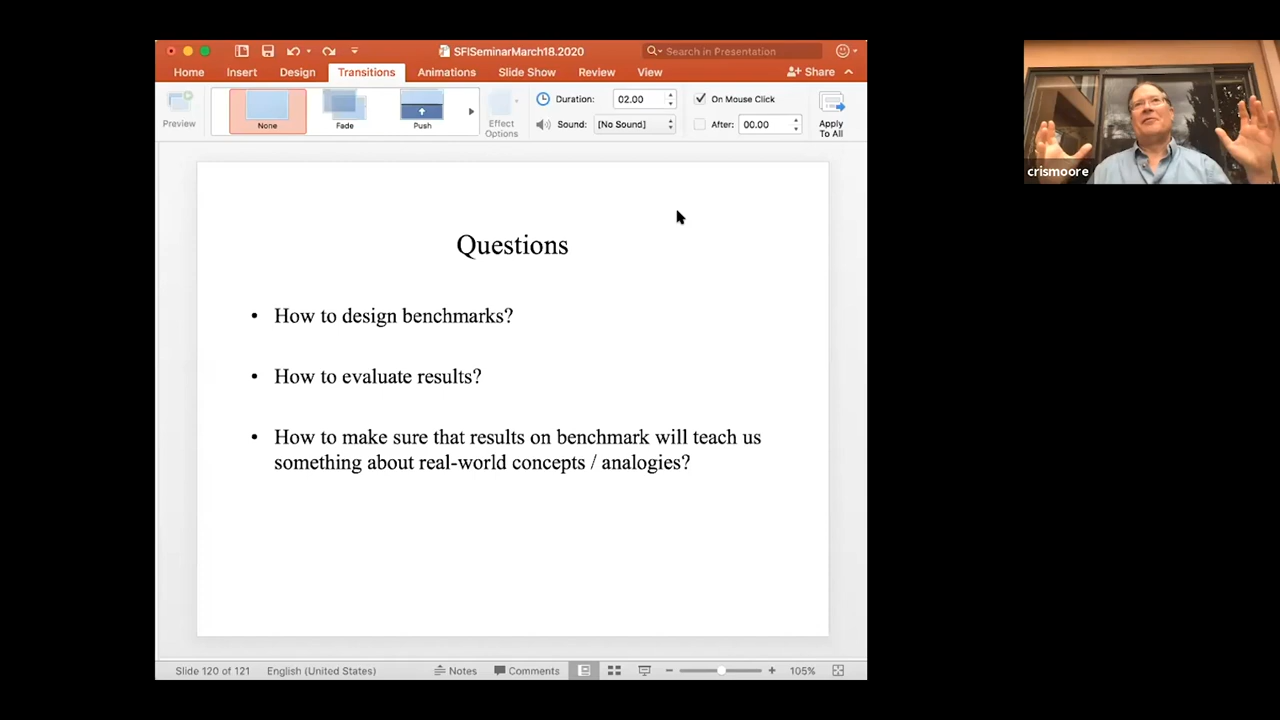 SFISeminarMarch18.2020
Search in Presentation
Home Insert Design Transitions Animations Slide Show Review View Share
Preview
None Fade Push
Effect Options
Duration: 02.00
Sound: [No Sound]
On Mouse Click
After: 00.00
Apply To All
crismoore
Questions
• How to design benchmarks?
• How to evaluate results?
• How to make sure that results on benchmark will teach us
something about real-world concepts / analogies?
Slide 120 of 121 English (United States) Notes Comments 105%